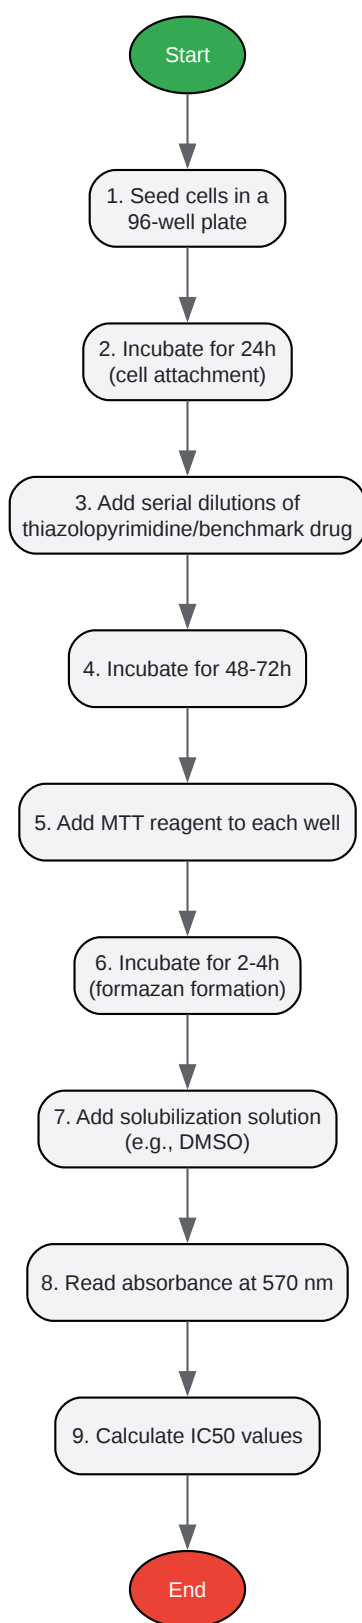 Start
1. Seed cells in a
96-well plate
2. Incubate for 24h
(cell attachment)
3. Add serial dilutions of
thiazolopyrimidine/benchmark drug
4. Incubate for 48-72h
5. Add MTT reagent to each well
6. Incubate for 2-4h
(formazan formation)
7. Add solubilization solution
(e.g., DMSO)
8. Read absorbance at 570 nm
9. Calculate IC50 values
End